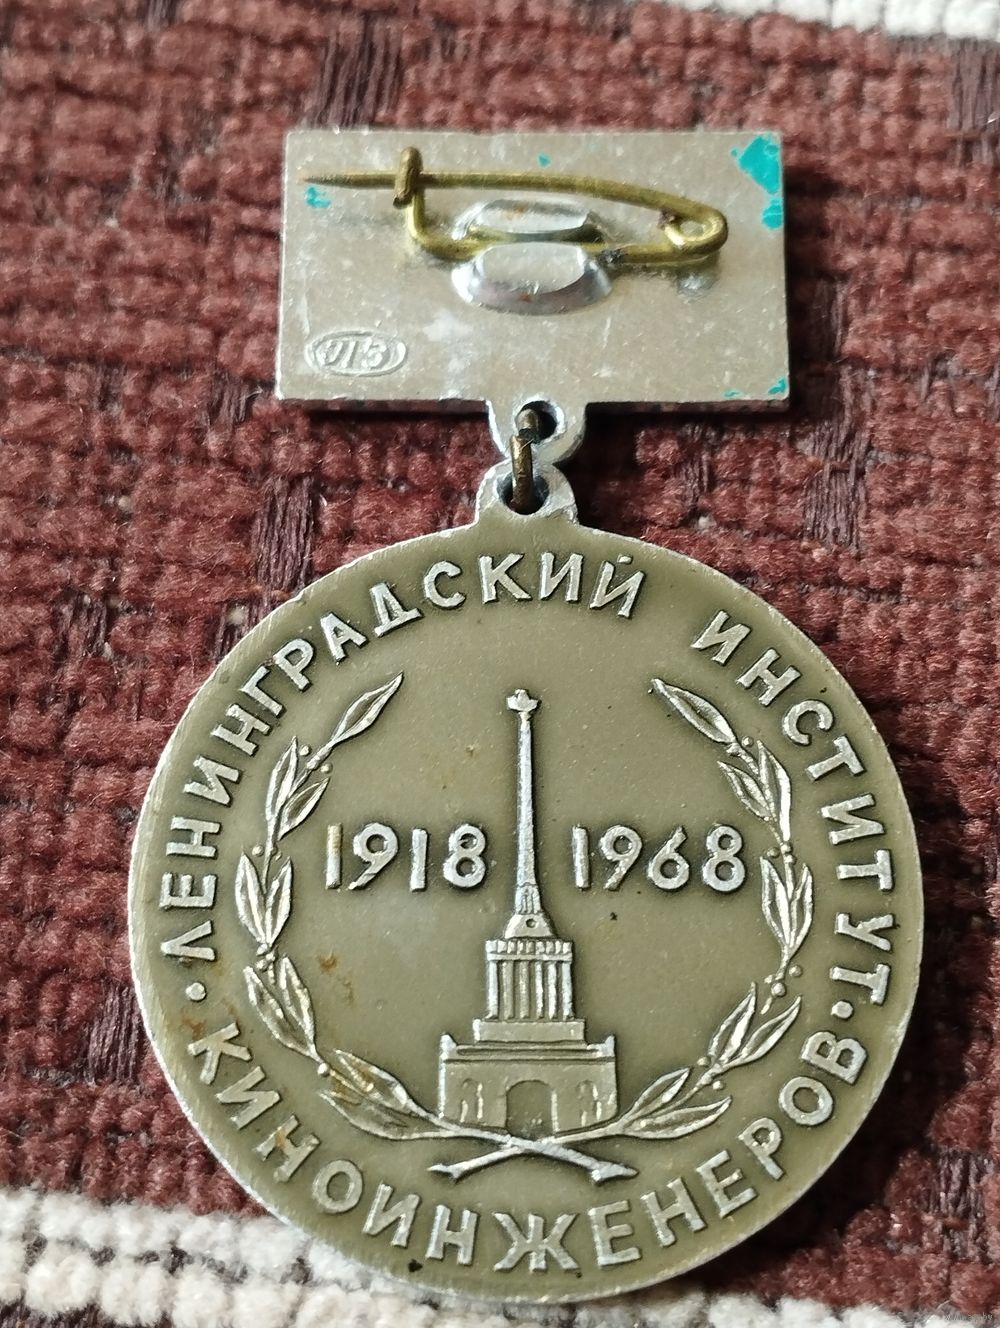 ЛЕНИНГРАДСКИЙ ИНСТИТУТ
КИНОИНЖЕНЕРОВ
1918 1968